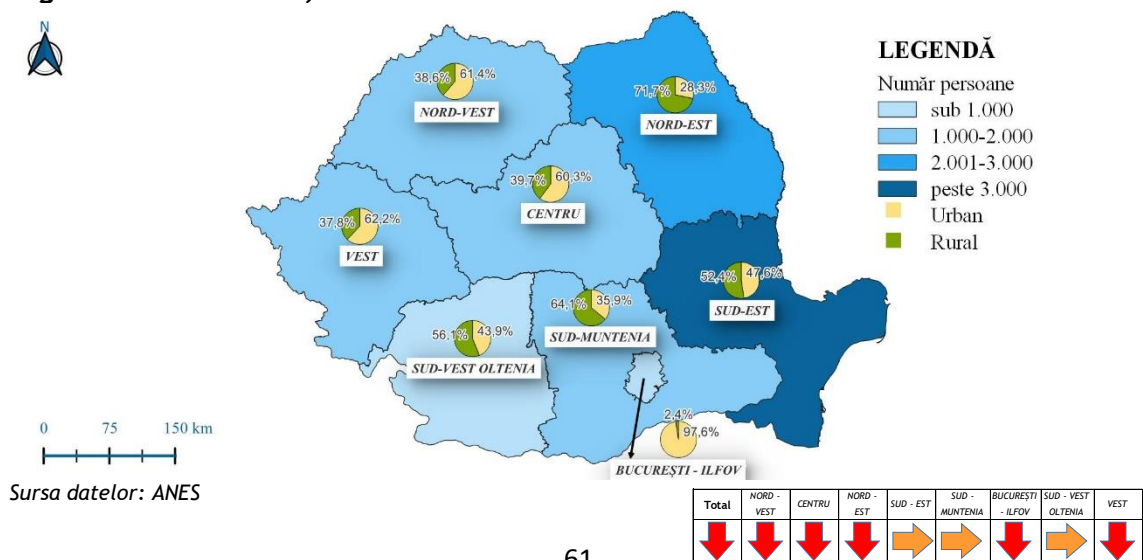 N
LEGENDĂ
Număr persoane
sub 1.000
1.000-2.000
2.001-3.000
peste 3.000
Urban
Rural
38,6% 61,4%
NORD-VEST
71,7% 28,3%
NORD-EST
39,7% 60,3%
CENTRU
37,8% 62,2%
VEST
52,4% 47,6%
SUD-EST
64,1% 35,9%
SUD-MUNTENIA
56,1% 43,9%
SUD-VEST OLTENIA
2,4%
97,6%
BUCUREȘTI - ILFOV
0 75 150 km
Sursa datelor: ANES
Total NORD - VEST CENTRU NORD - EST SUD - EST SUD - MUNTENIA BUCUREȘTI - ILFOV SUD - VEST OLTENIA VEST
61